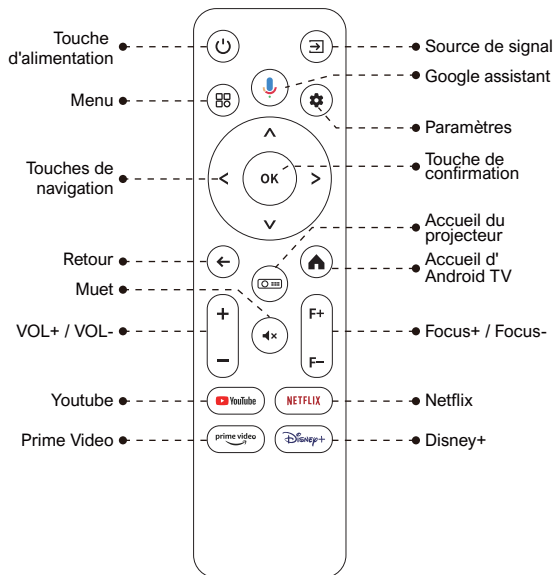 Touche
d'alimentation
Source de signal
Google assistant
Menu
Paramètres
Touches de
navigation
OK
Touche de
confirmation
Accueil du
projecteur
Retour
Accueil d'
Android TV
Muet
VOL+ / VOL-
+
F+
Focus+ / Focus-
−
F−
Youtube
YouTube
NETFLIX
Netflix
Prime Video
prime video
Disney+
Disney+